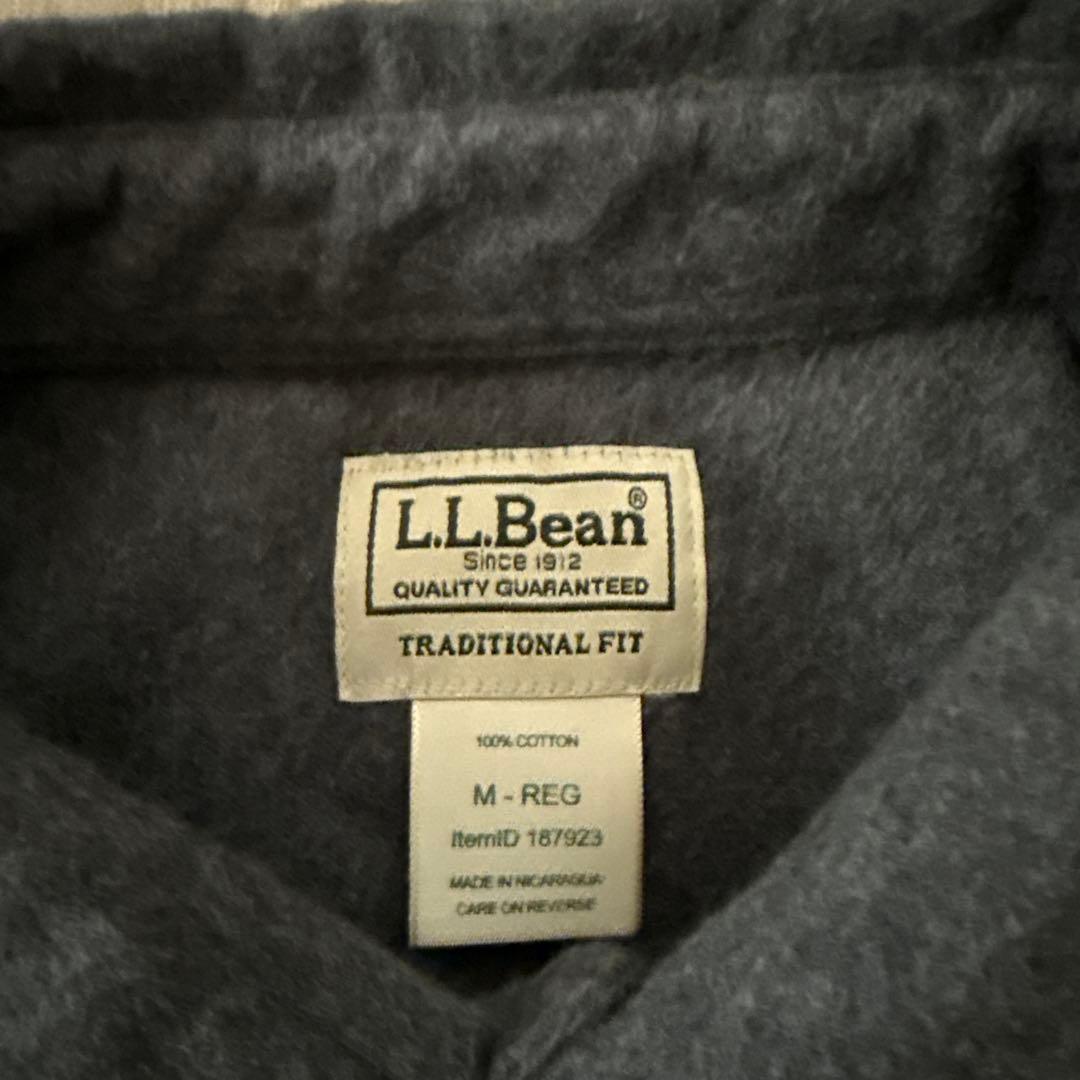 L.L.Bean®
Since 1912
QUALITY GUARANTEED
TRADITIONAL FIT
100% COTTON
M - REG
ItemID 187923
MADE IN NICARAGUA
CARE ON REVERSE